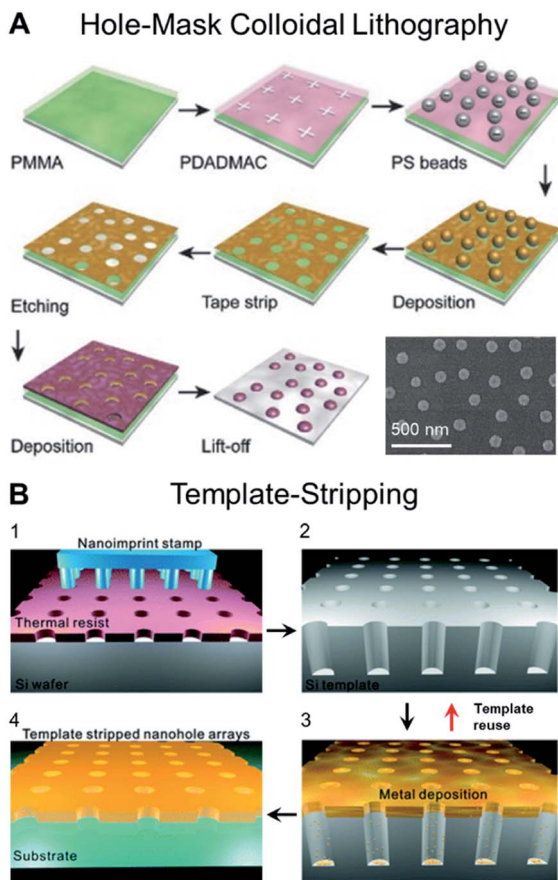 A Hole-Mask Colloidal Lithography
PMMA
PDADMAC
PS beads
Etching
Tape strip
Deposition
Deposition
Lift-off
500 nm
B Template-Stripping
1
Nanoimprint stamp
Thermal resist
Si wafer
2
Si template
Template
reuse
4
Template stripped nanohole arrays
Substrate
3
Metal deposition